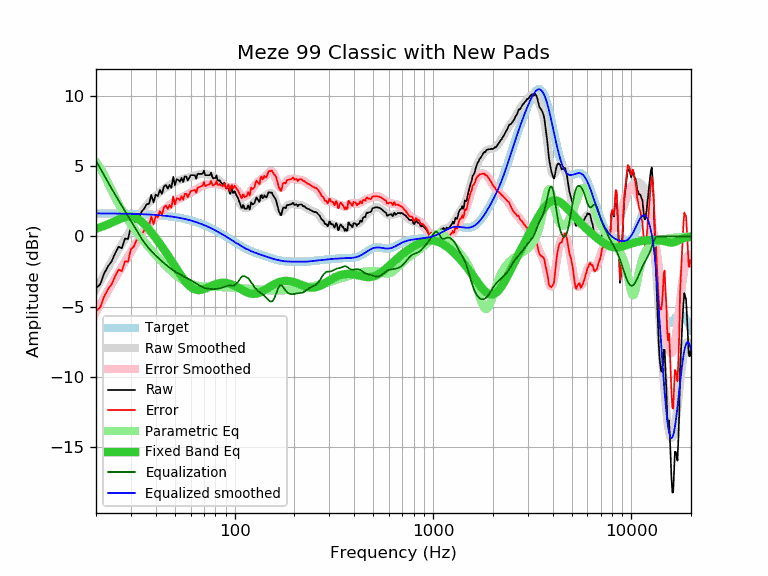 Meze 99 Classic with New Pads
Amplitude (dBr)
10
5
0
−5
−10
−15
Target
Raw Smoothed
Error Smoothed
Raw
Error
Parametric Eq
Fixed Band Eq
Equalization
Equalized smoothed
100
1000
10000
Frequency (Hz)